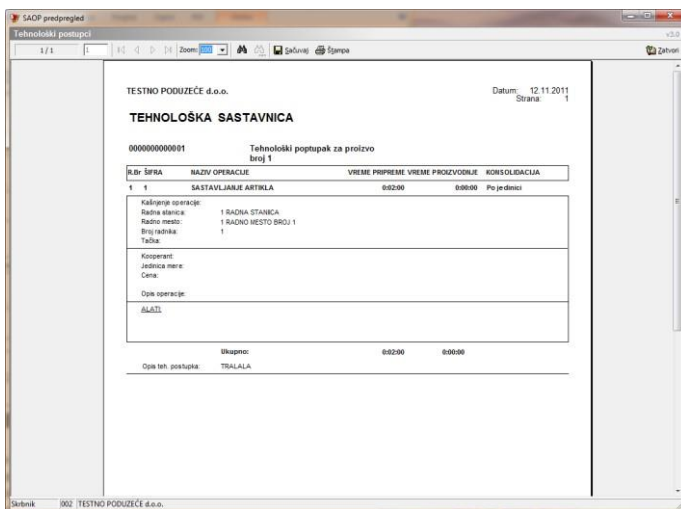 SAOP predpregled
Tehnološki postupci v3.0
1/1 1 Zoom: 100 Sačuvaj Štampa Zatvori
TESTNO PODUZEĆE d.o.o. Datum: 12.11.2011
Strana: 1
TEHNOLOŠKA SASTAVNICA
0000000000001 Tehnološki poptupak za proizvo
broj 1
R.Br ŠIFRA NAZIV OPERACIJE VREME PRIPREME VREME PROIZVODNJE KONSOLIDACIJA
1 1 SASTAVLJANJE ARTIKLA 0:02:00 0:00:00 Po jedinici
Kašnjenje operacije:
Radna stanica: 1 RADNA STANICA
Radno mesto: 1 RADNO MESTO BROJ 1
Broj radnika: 1
Tačka:
Kooperant:
Jedinica mere:
Cena:
Opis operacije:
ALATI:
Ukupno: 0:02:00 0:00:00
Opis teh. postupka: TRALALA
Skrbnik 002 TESTNO PODUZEĆE d.o.o.